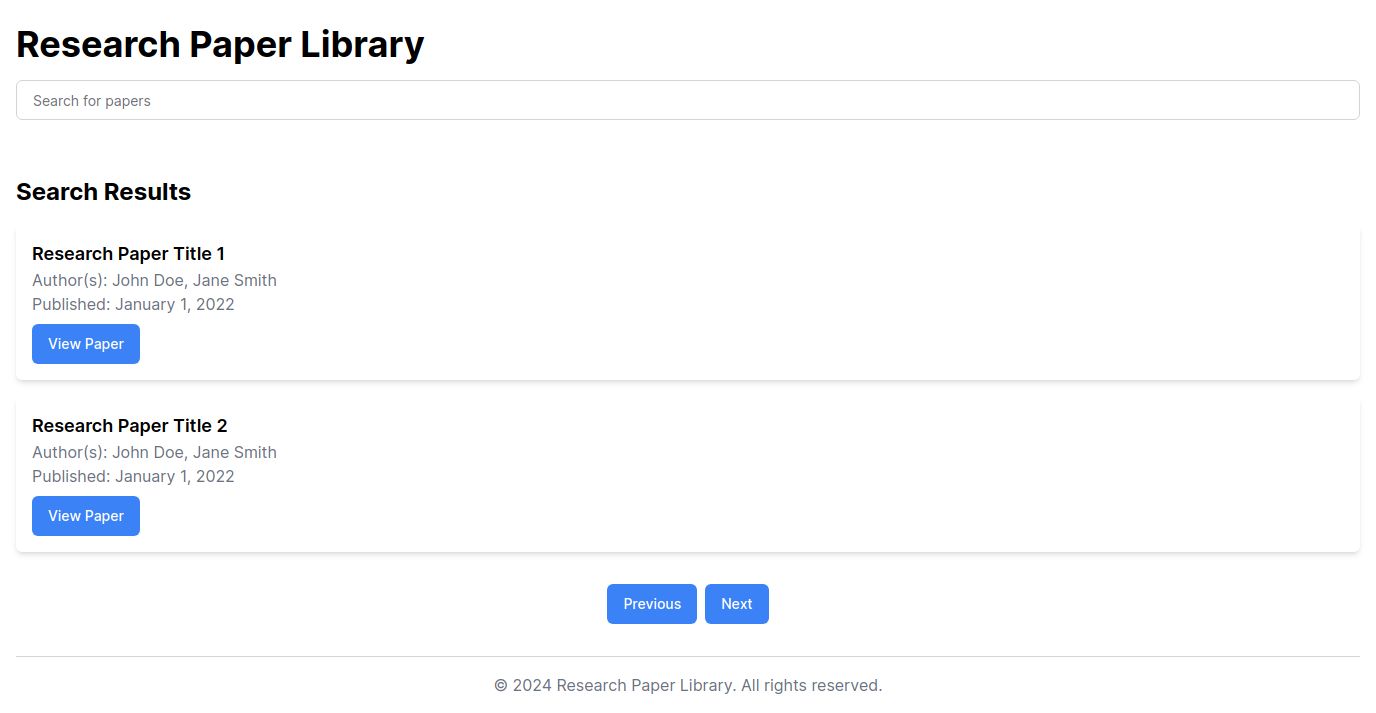 Research Paper Library
Search for papers
Search Results
Research Paper Title 1
Author(s): John Doe, Jane Smith
Published: January 1, 2022
View Paper
Research Paper Title 2
Author(s): John Doe, Jane Smith
Published: January 1, 2022
View Paper
Previous Next
© 2024 Research Paper Library. All rights reserved.